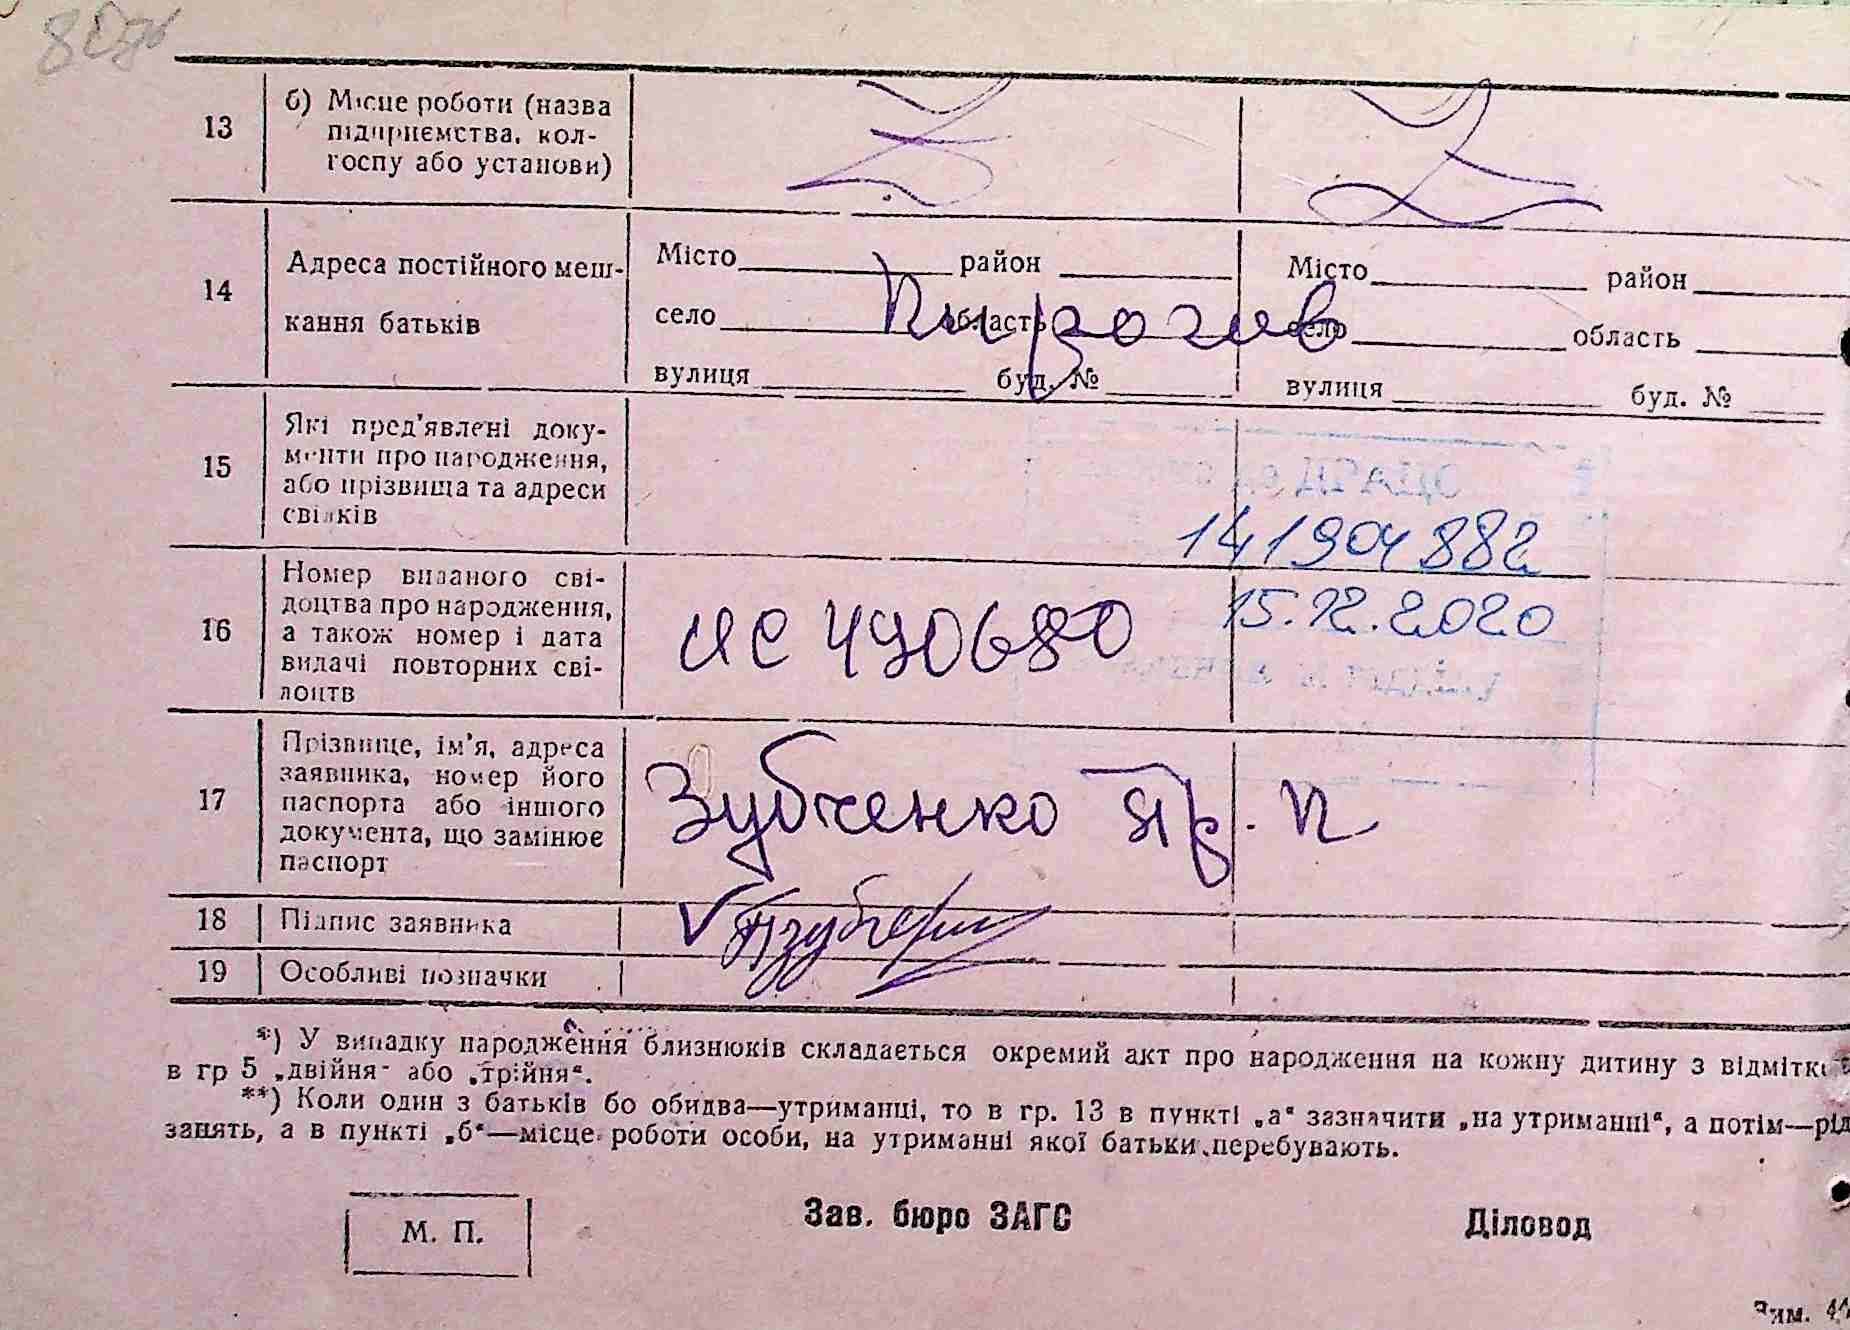 13
б) Місце роботи (назва
підприємства, кол-
госпу або установи)
14
Адреса постійного меш-
кання батьків
Місто район
село область
вулиця буд. №
Місто район
село область
вулиця буд. №
Пирогив
15
Які пред'явлені доку-
менти про народження,
або прізвища та адреси
свідків
141904882
16
Номер виданого сві-
доцтва про народження,
а також номер і дата
видачі повторних сві-
доцтв
ИС 490680
15.12.2020
17
Прізвище, ім'я, адреса
заявника, номер його
паспорта або іншого
документа, що замінює
паспорт
Зубченко
18
Підпис заявника
19
Особливі позначки
*) У випадку народження близнюків складається окремий акт про народження на кожну дитину з відмітк
в гр 5 „двійня" або „трійня".
**) Коли один з батьків бо обидва—утриманці, то в гр. 13 в пункті „а" зазначити „на утриманні", а потім—рід
занять, а в пункті „б"—місце роботи особи, на утриманні якої батьки перебувають.
М. П.
Зав. бюро ЗАГС
Діловод